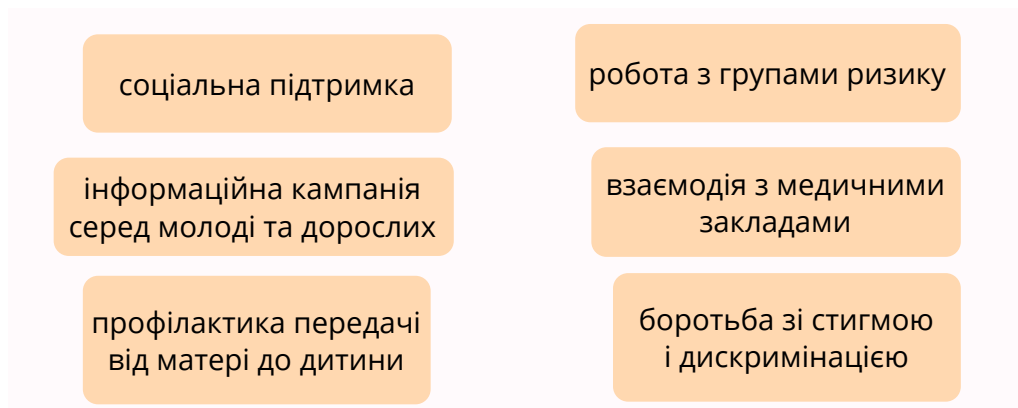 соціальна підтримка
робота з групами ризику
інформаційна кампанія
серед молоді та дорослих
взаємодія з медичними
закладами
профілактика передачі
від матері до дитини
боротьба зі стигмою
і дискримінацією